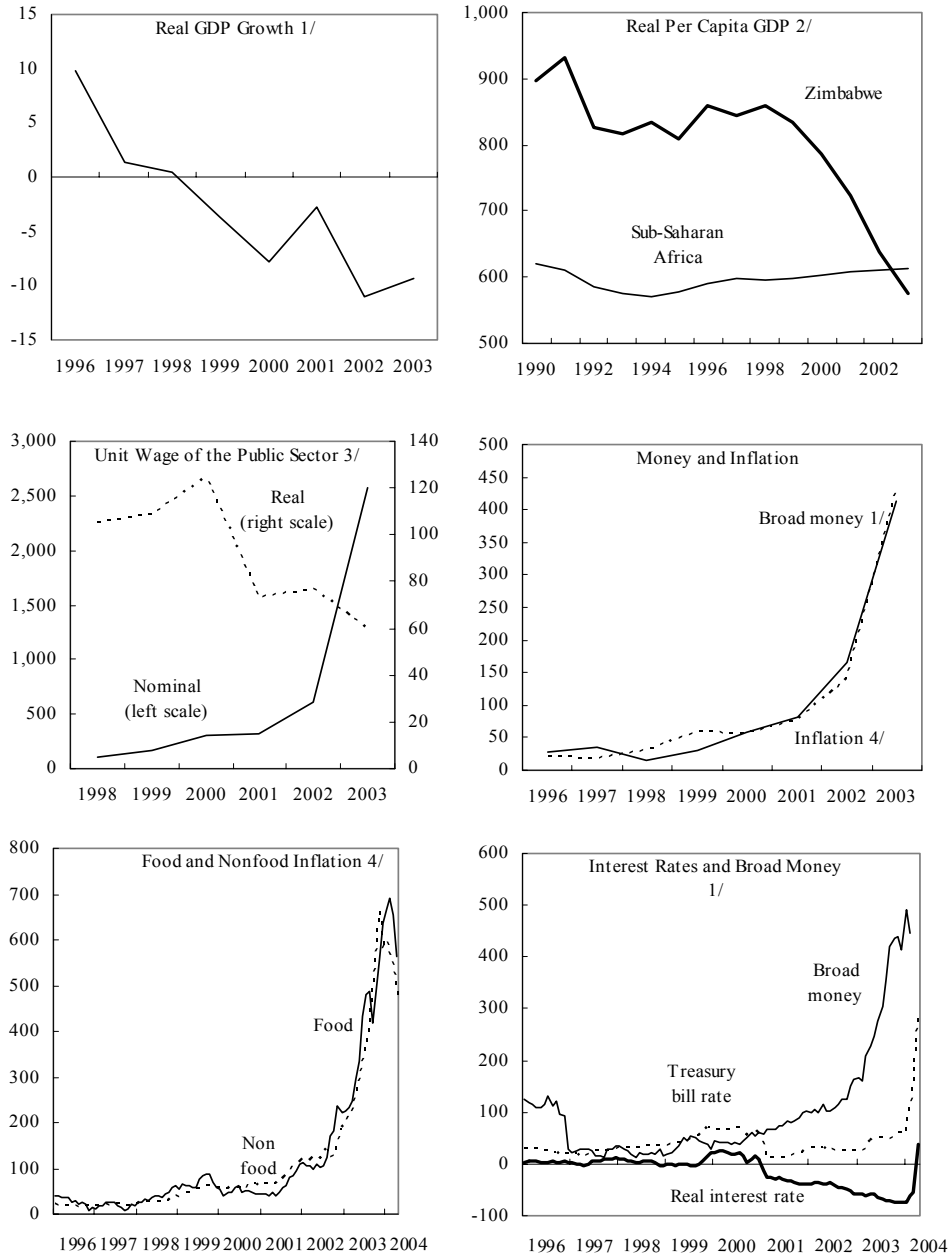 Real GDP Growth 1/
15
10
5
0
-5
-10
-15
1996 1997 1998 1999 2000 2001 2002 2003
Real Per Capita GDP 2/
1,000
900
800
700
600
500
Zimbabwe
Sub-Saharan
Africa
1990 1992 1994 1996 1998 2000 2002
Unit Wage of the Public Sector 3/
3,000
2,500
2,000
1,500
1,000
500
0
140
120
100
80
60
40
20
0
Real
(right scale)
Nominal
(left scale)
1998 1999 2000 2001 2002 2003
Money and Inflation
500
450
400
350
300
250
200
150
100
50
0
Broad money 1/
Inflation 4/
1996 1997 1998 1999 2000 2001 2002 2003
Food and Nonfood Inflation 4/
800
700
600
500
400
300
200
100
0
Food
Non
food
1996 1997 1998 1999 2000 2001 2002 2003 2004
Interest Rates and Broad Money
1/
600
500
400
300
200
100
0
-100
Broad
money
Treasury
bill rate
Real interest rate
1996 1997 1998 1999 2000 2001 2002 2003 2004